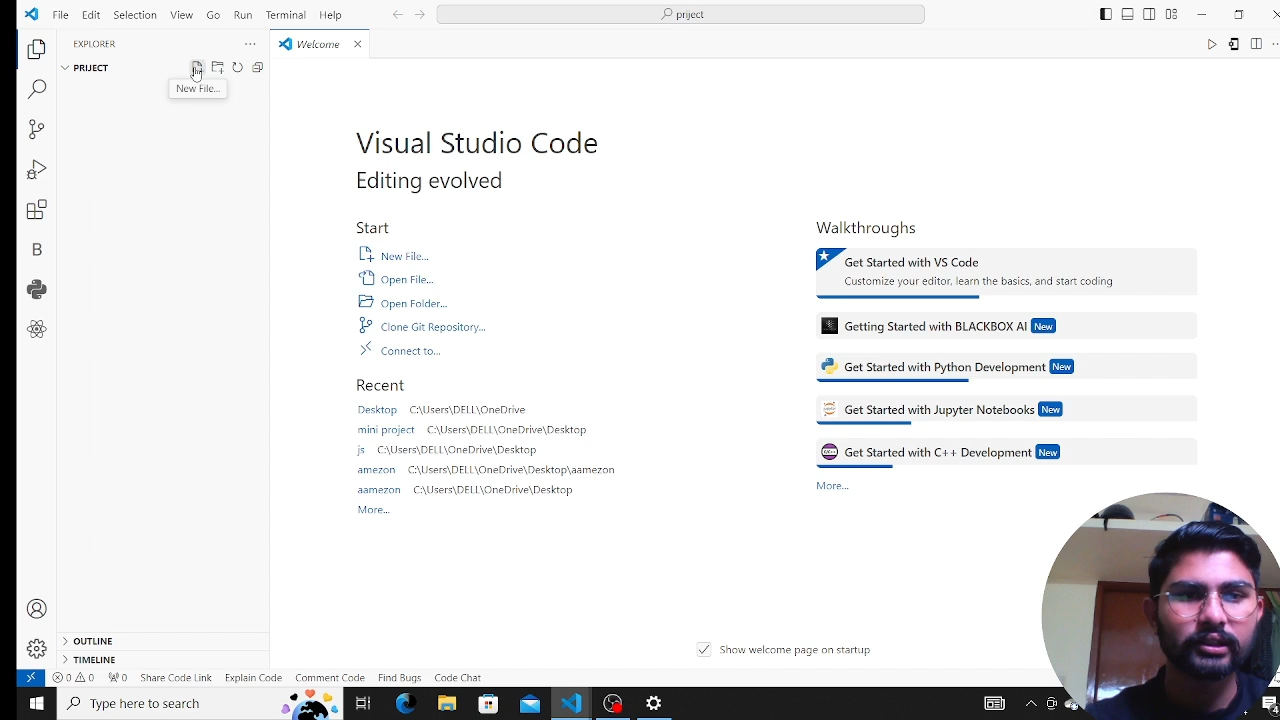 File Edit Selection View Go Run Terminal Help
priject
EXPLORER
Welcome
PRIJECT
New File...
Visual Studio Code
Editing evolved
Start
New File...
Open File...
Open Folder...
Clone Git Repository...
Connect to...
Recent
Desktop C:\Users\DELL\OneDrive
mini project C:\Users\DELL\OneDrive\Desktop
js C:\Users\DELL\OneDrive\Desktop
amezon C:\Users\DELL\OneDrive\Desktop\aamezon
aamezon C:\Users\DELL\OneDrive\Desktop
More...
Walkthroughs
Get Started with VS Code
Customize your editor, learn the basics, and start coding
Getting Started with BLACKBOX AI New
Get Started with Python Development New
Get Started with Jupyter Notebooks New
Get Started with C++ Development New
More...
B
OUTLINE
TIMELINE
Show welcome page on startup
0 0 0 Share Code Link Explain Code Comment Code Find Bugs Code Chat
Type here to search